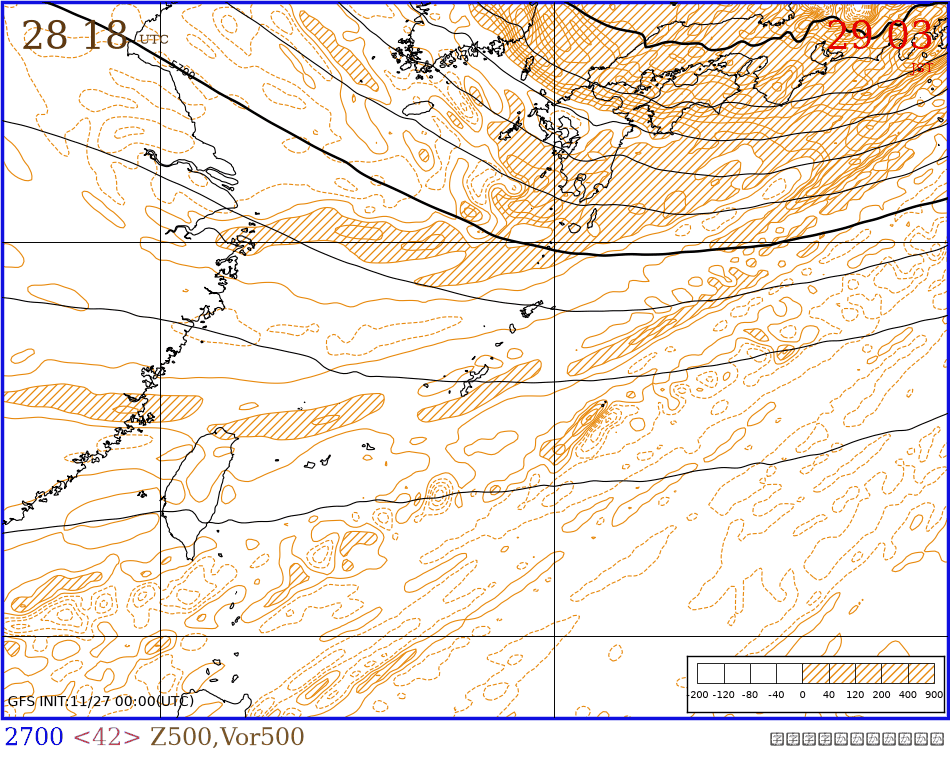 28 18 UTC
29 03
JST
5700
GFS INIT:11/27 00:00(UTC)
-200 -120 -80 -40 0 40 120 200 400 900
2700 <42> Z500,Vor500